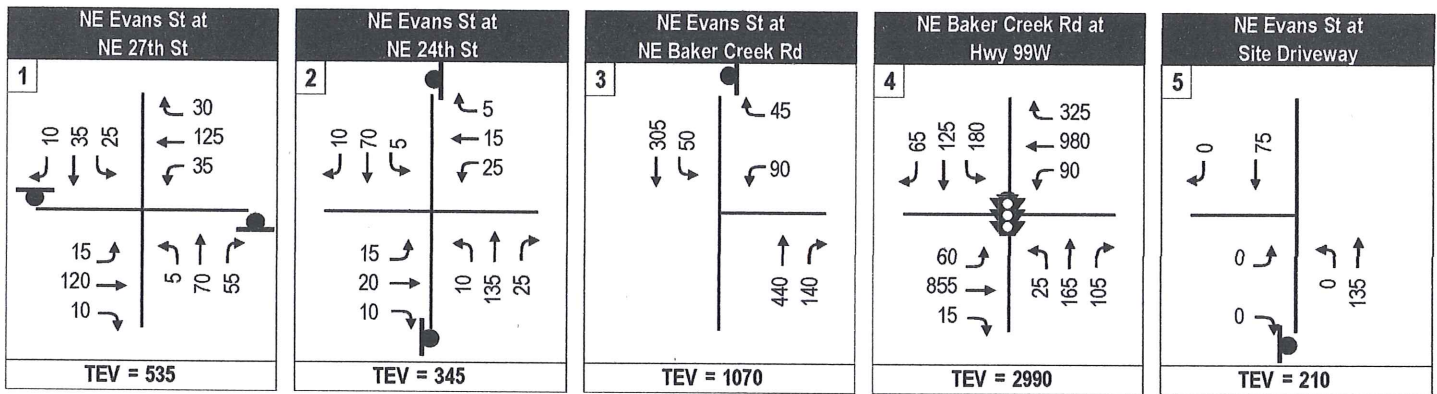 NE Evans St at
NE 27th St
1
10 35 25
30
125
35
15
120
10
5 70 55
TEV = 535
NE Evans St at
NE 24th St
2
10 70 5
5
15
25
15
20
10
10 135 25
TEV = 345
NE Evans St at
NE Baker Creek Rd
3
305 50
45
90
440 140
TEV = 1070
NE Baker Creek Rd at
Hwy 99W
4
65 125 180
325
980
90
60
855
15
25 165 105
TEV = 2990
NE Evans St at
Site Driveway
5
0 75
0
0
0 135
TEV = 210